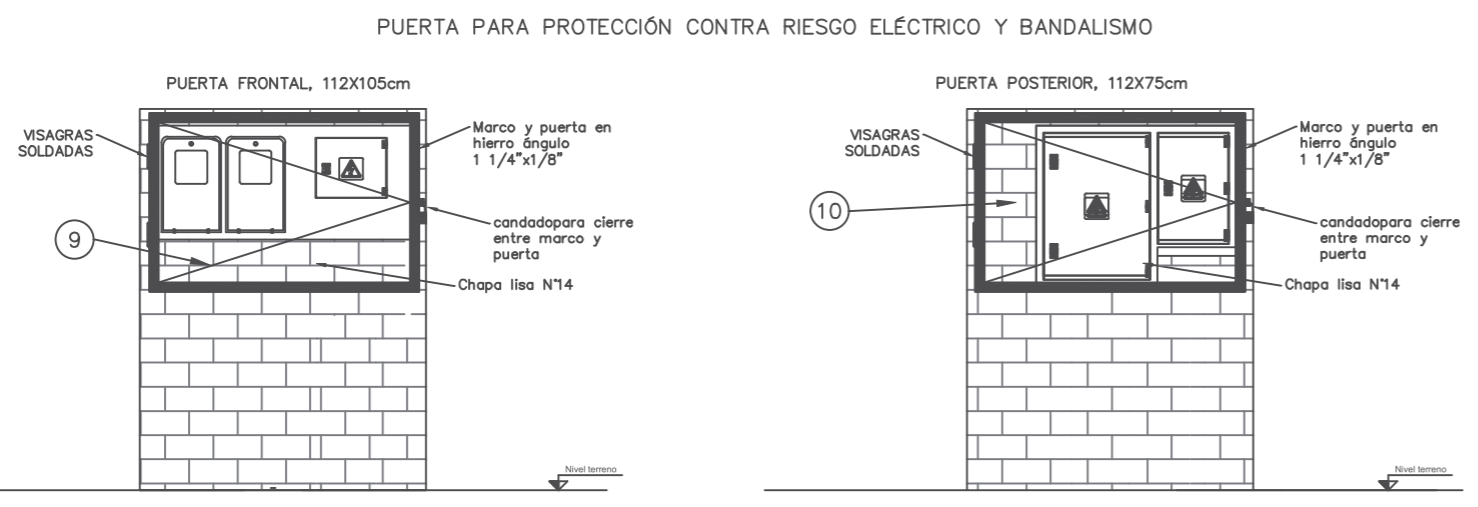 PUERTA PARA PROTECCIÓN CONTRA RIESGO ELÉCTRICO Y BANDALISMO
PUERTA FRONTAL, 112X105cm
VISAGRAS
SOLDADAS
Marco y puerta en
hierro ángulo
1 1/4"x1/8"
9
candadopara cierre
entre marco y
puerta
Chapa lisa N°14
Nivel terreno
PUERTA POSTERIOR, 112X75cm
VISAGRAS
SOLDADAS
Marco y puerta en
hierro ángulo
1 1/4"x1/8"
10
candadopara cierre
entre marco y
puerta
Chapa lisa N°14
Nivel terreno